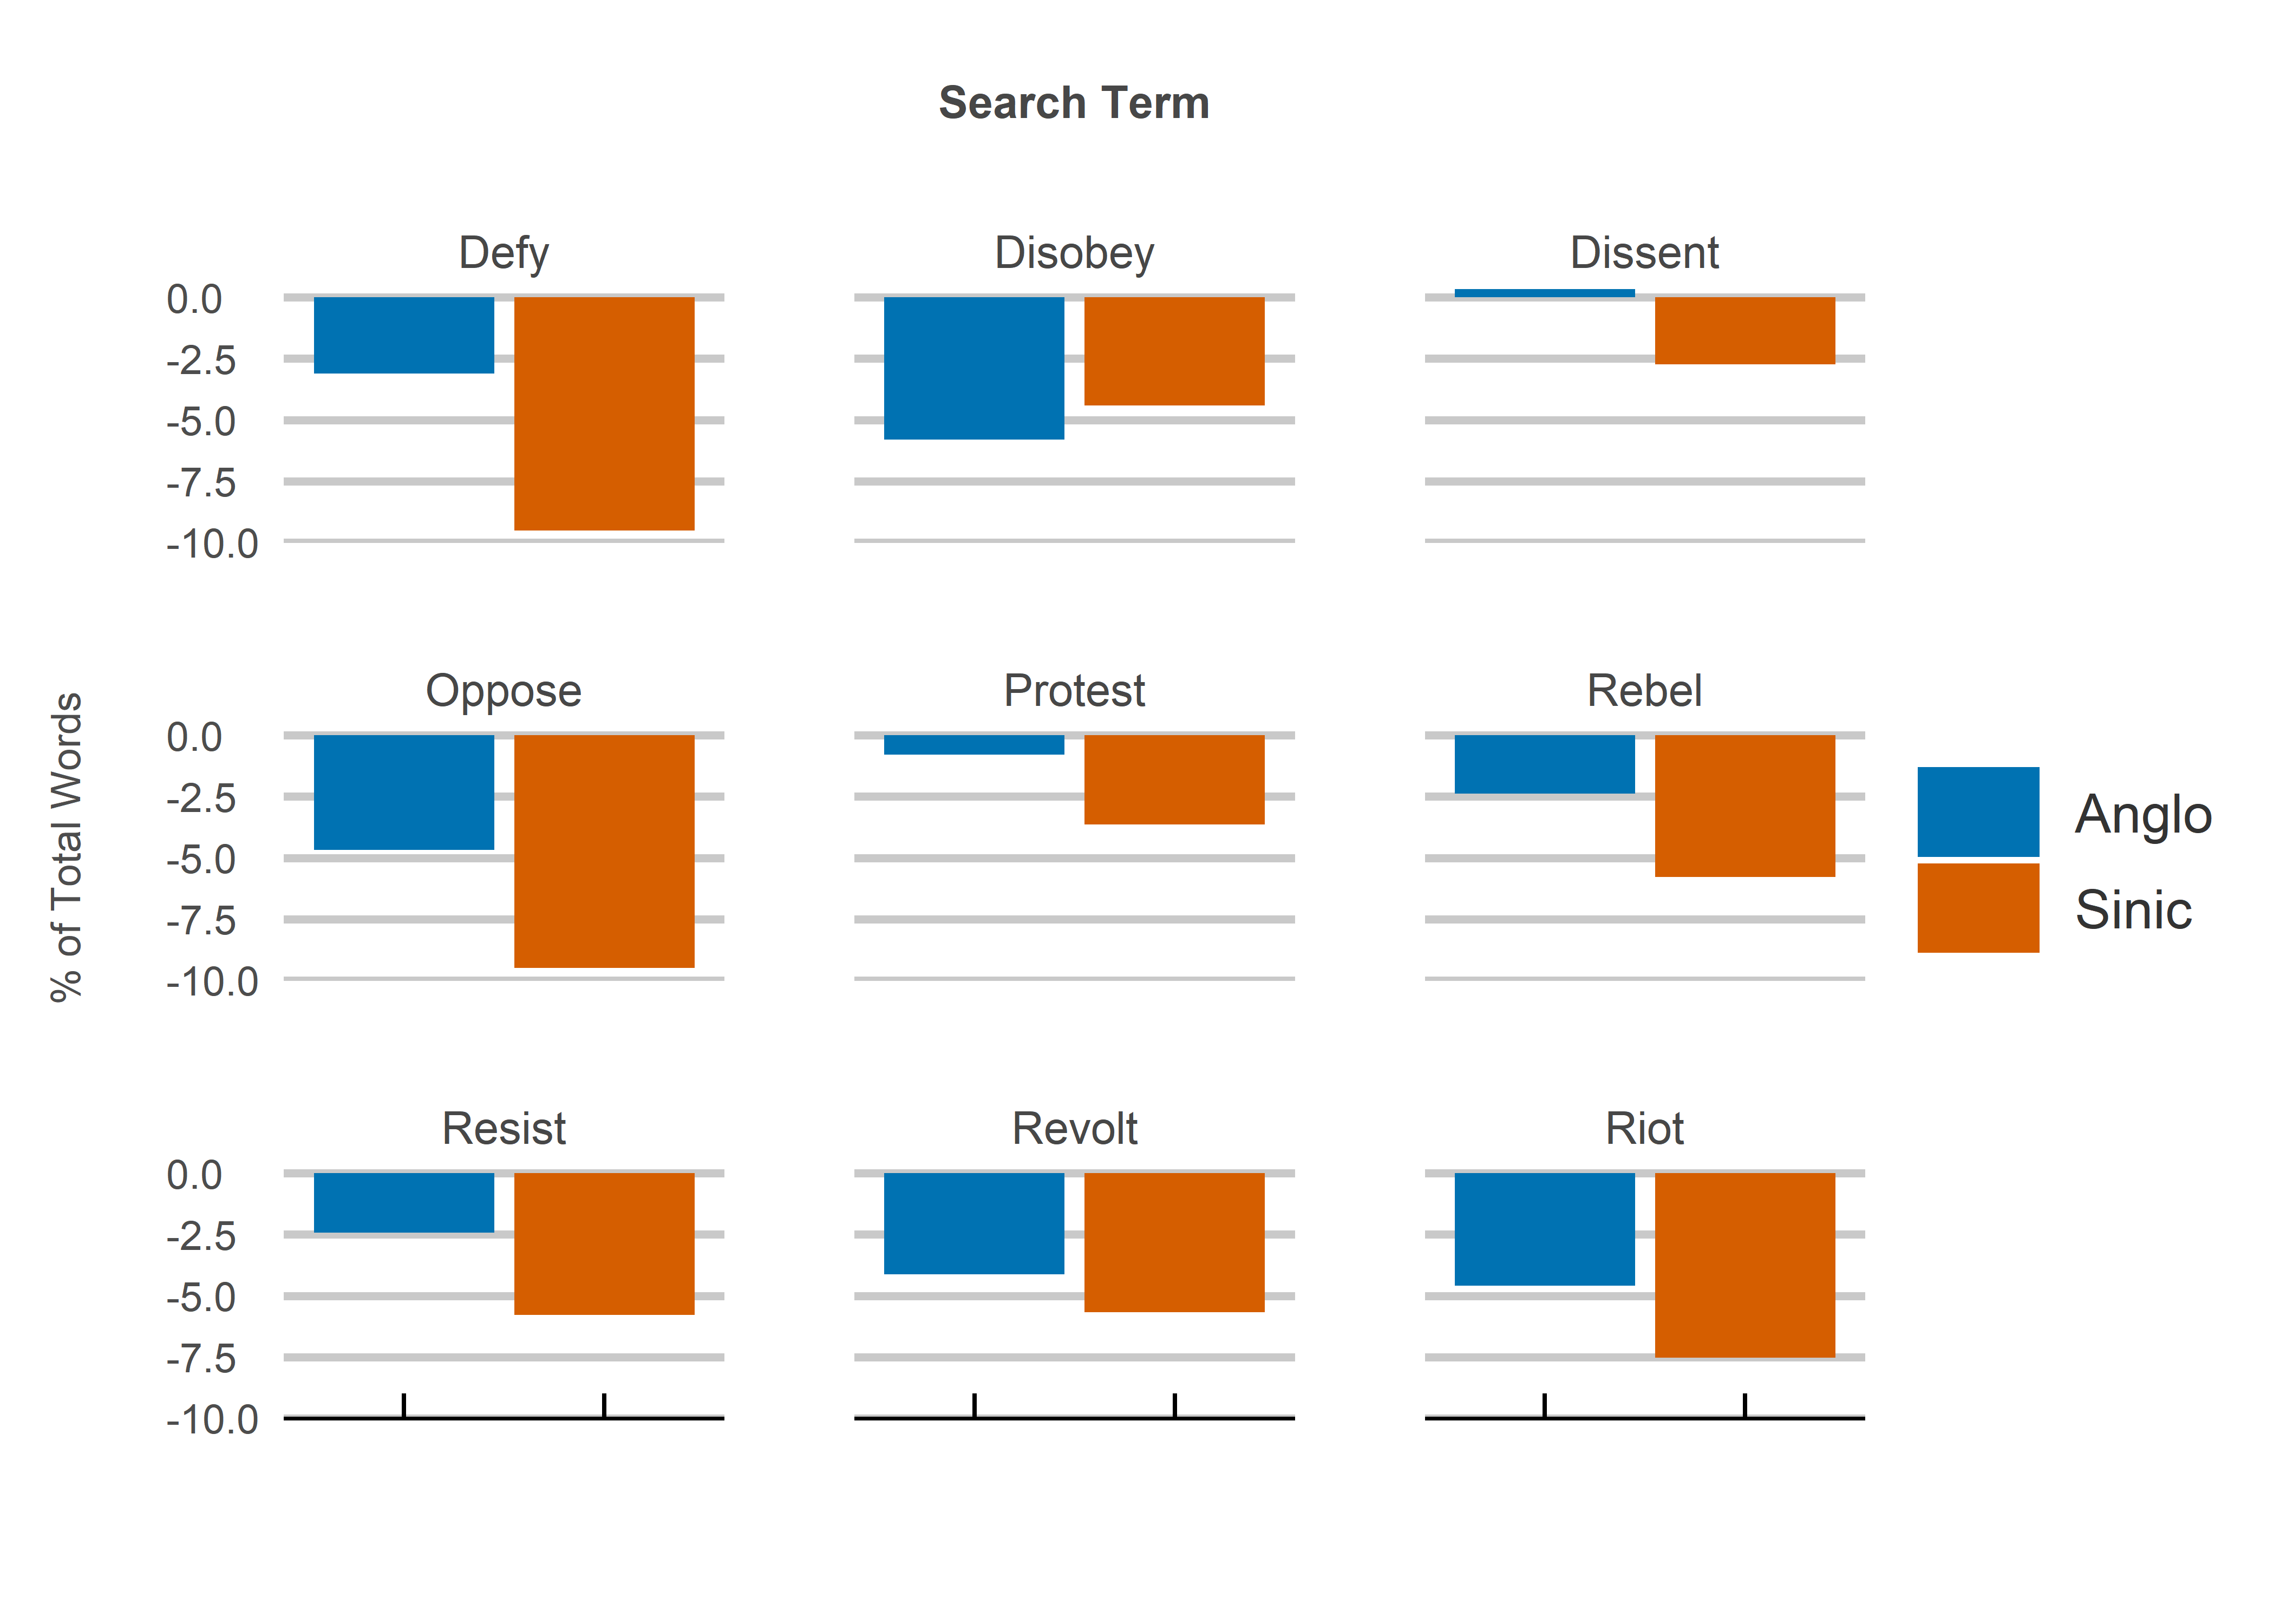 Search Term
Defy
Disobey
Dissent
0.0
-2.5
-5.0
-7.5
-10.0
Oppose
Protest
Rebel
0.0
-2.5
-5.0
-7.5
-10.0
% of Total Words
Anglo
Sinic
Resist
Revolt
Riot
0.0
-2.5
-5.0
-7.5
-10.0